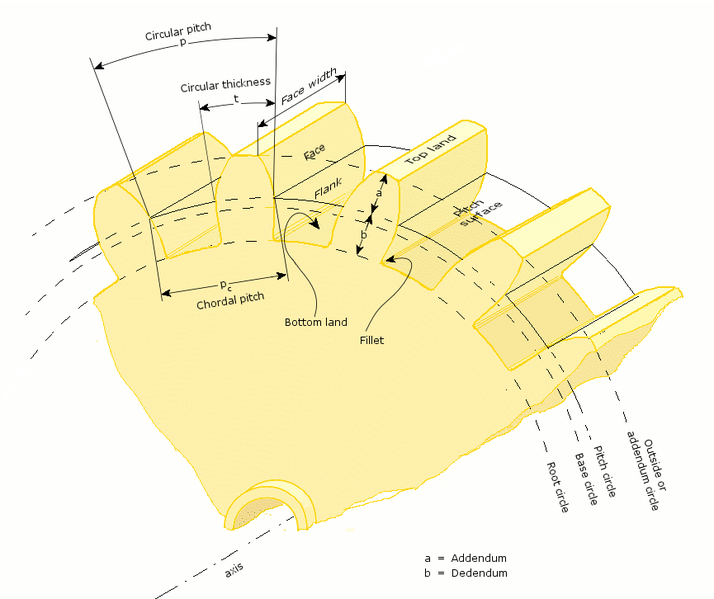 Circular pitch
p
Circular thickness
t
Face width
Face
Flank
Top land
a
b
Pitch
surface
pc
Chordal pitch
Bottom land
Fillet
Root circle
Base circle
Pitch circle
Outside or
addendum circle
axis
a = Addendum
b = Dedendum